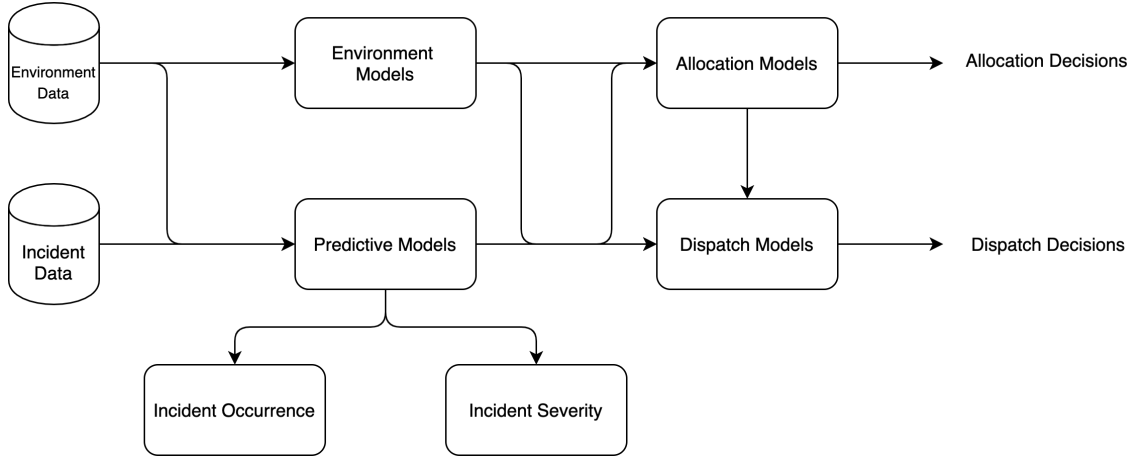 Environment
Data
Environment
Models
Allocation Models
Allocation Decisions
Incident
Data
Predictive Models
Dispatch Models
Dispatch Decisions
Incident Occurrence
Incident Severity